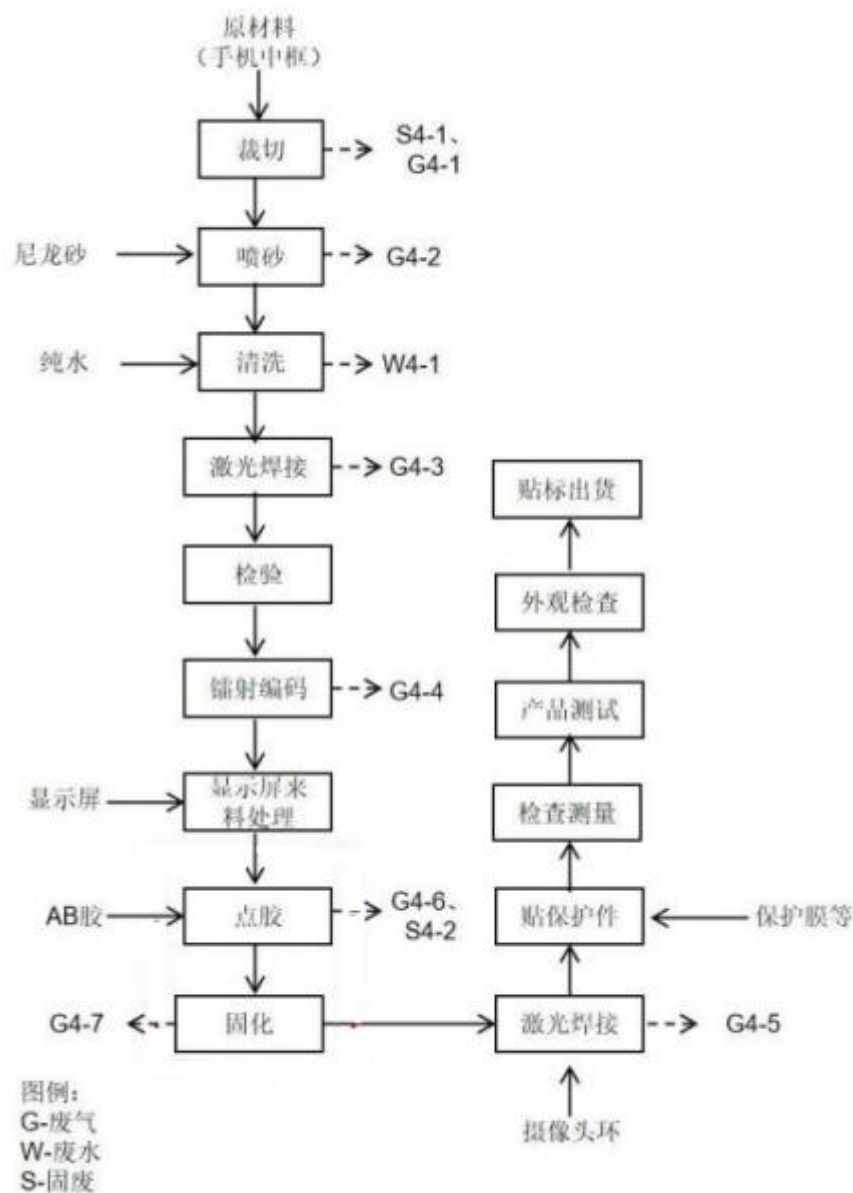 原材料
（手机中框）
裁切
S4-1、
G4-1
尼龙砂
喷砂
G4-2
纯水
清洗
W4-1
激光焊接
G4-3
检验
镭射编码
G4-4
显示屏
显示屏来
料处理
AB胶
点胶
G4-6、
S4-2
G4-7
固化
激光焊接
G4-5
摄像头环
贴保护件
保护膜等
检查测量
产品测试
外观检查
贴标出货
图例：
G-废气
W-废水
S-固废